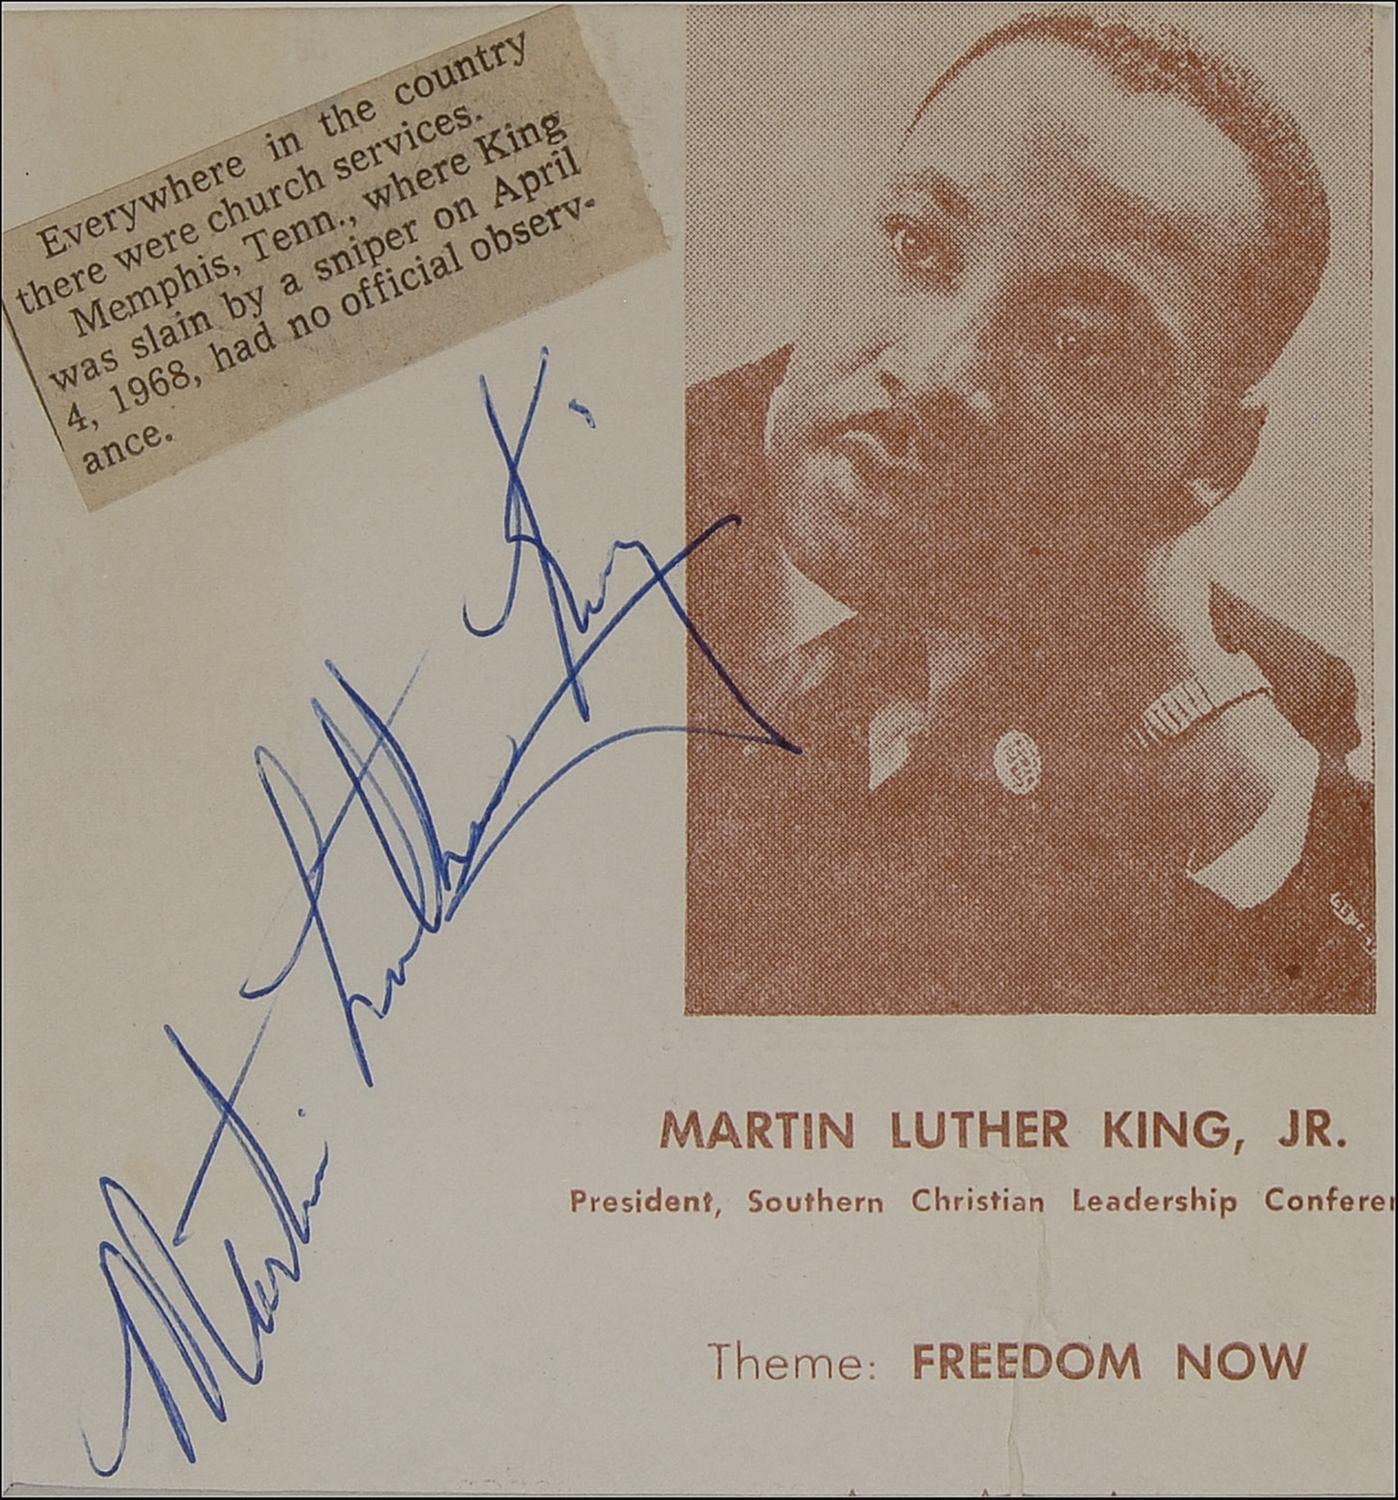 Everywhere in the country
there were church services.
Memphis, Tenn., where King
was slain by a sniper on April
4, 1968, had no official observ-
ance.
Martin Luther King
MARTIN LUTHER KING, JR.
President, Southern Christian Leadership Conferen
Theme: FREEDOM NOW